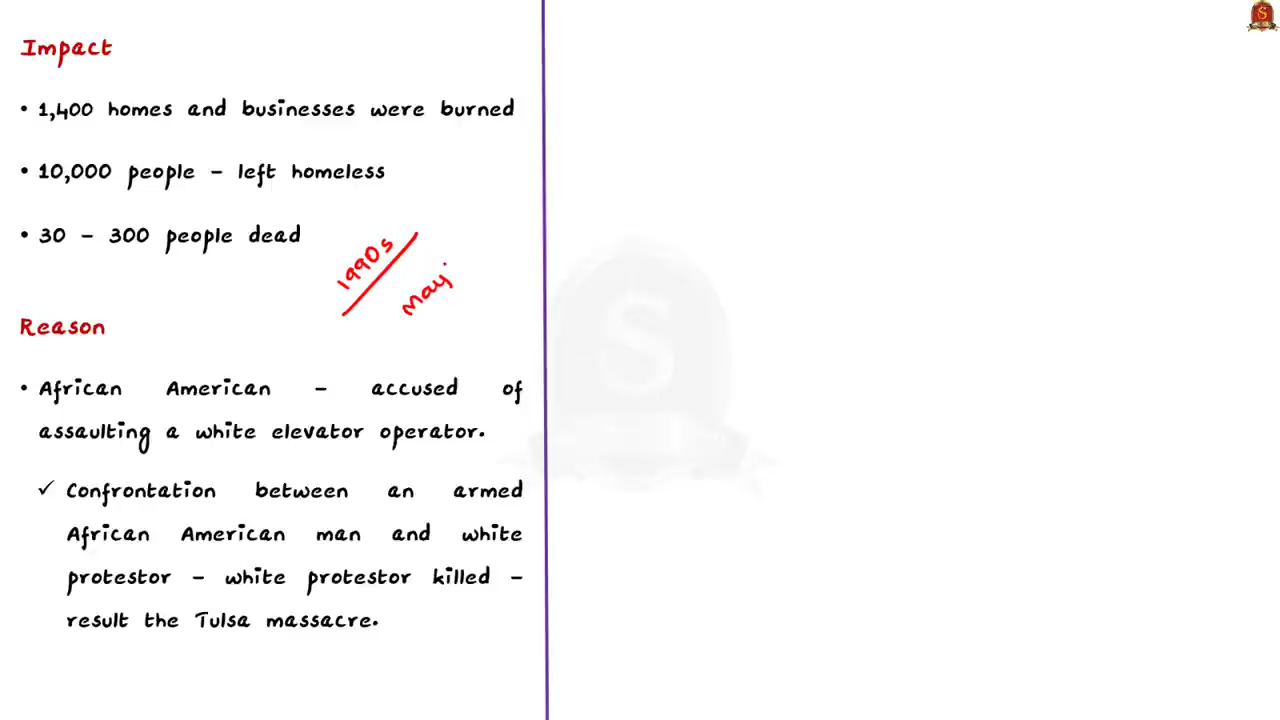 Impact
• 1,400 homes and businesses were burned
• 10,000 people – left homeless
• 30 – 300 people dead
1990s
May
Reason
• African American – accused of
assaulting a white elevator operator.
✓ Confrontation between an armed
African American man and white
protestor – white protestor killed –
result the Tulsa massacre.
S
S